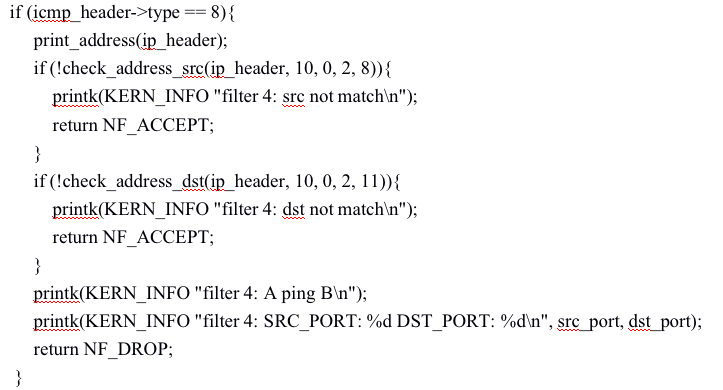 if (icmp_header->type == 8){
print_address(ip_header);
if (!check_address_src(ip_header, 10, 0, 2, 8)){
printk(KERN_INFO "filter 4: src not match\n");
return NF_ACCEPT;
}
if (!check_address_dst(ip_header, 10, 0, 2, 11)){
printk(KERN_INFO "filter 4: dst not match\n");
return NF_ACCEPT;
}
printk(KERN_INFO "filter 4: A ping B\n");
printk(KERN_INFO "filter 4: SRC_PORT: %d DST_PORT: %d\n", src_port, dst_port);
return NF_DROP;
}